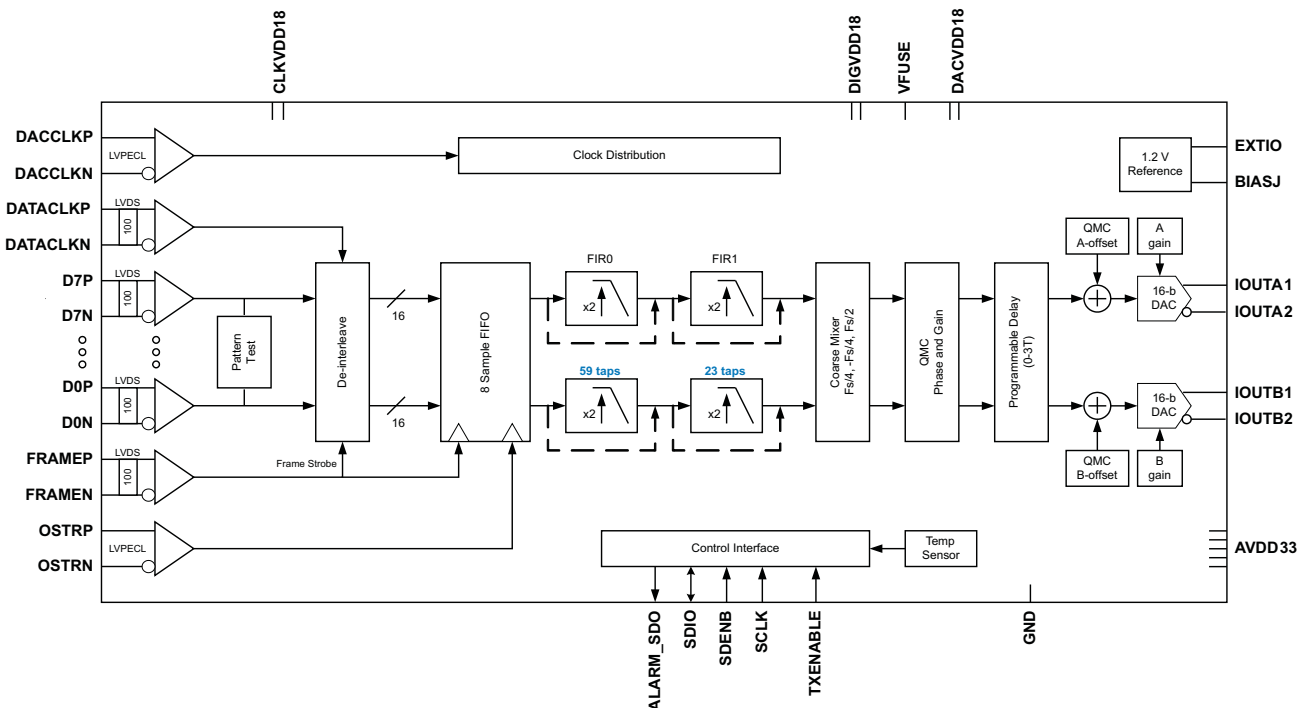 CLKVDD18
DIGVDD18
VFUSE
DACVDD18
DACCLKP
LVPECL
DACCLKN
Clock Distribution
1.2 V
Reference
EXTIO
BIASJ
DATACLKP
LVDS
100
DATACLKN
QMC
A-offset
A
gain
D7P
LVDS
100
D7N
FIR0
FIR1
x2
x2
16-b
DAC
IOUTA1
IOUTA2
Pattern
Test
De-interleave
16
16
8 Sample FIFO
Coarse Mixer
Fs/4, -Fs/4, Fs/2
QMC
Phase and Gain
Programmable Delay
(0-3T)
59 taps
23 taps
x2
x2
D0P
LVDS
100
D0N
16-b
DAC
IOUTB1
IOUTB2
FRAMEP
LVDS
100
FRAMEN
Frame Strobe
QMC
B-offset
B
gain
OSTRP
LVPECL
OSTRN
Control Interface
Temp
Sensor
AVDD33
ALARM_SDO
SDIO
SDENB
SCLK
TXENABLE
GND